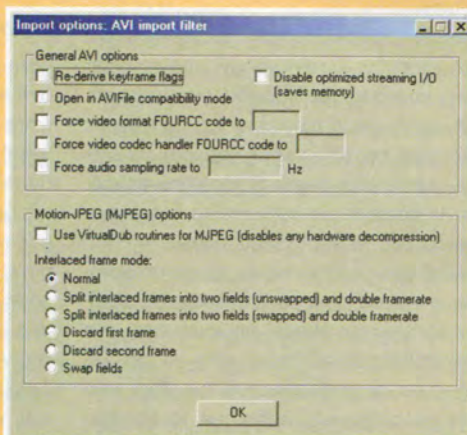 Import options: AVI import filter
General AVI options
Re-derive keyframe flags
Disable optimized streaming I/O (saves memory)
Open in AVIFile compatibility mode
Force video format FOURCC code to
Force video codec handler FOURCC code to
Force audio sampling rate to Hz
Motion-JPEG (MJPEG) options
Use VirtualDub routines for MJPEG (disables any hardware decompression)
Interlaced frame mode:
Normal
Split interlaced frames into two fields (unswapped) and double framerate
Split interlaced frames into two fields (swapped) and double framerate
Discard first frame
Discard second frame
Swap fields
OK